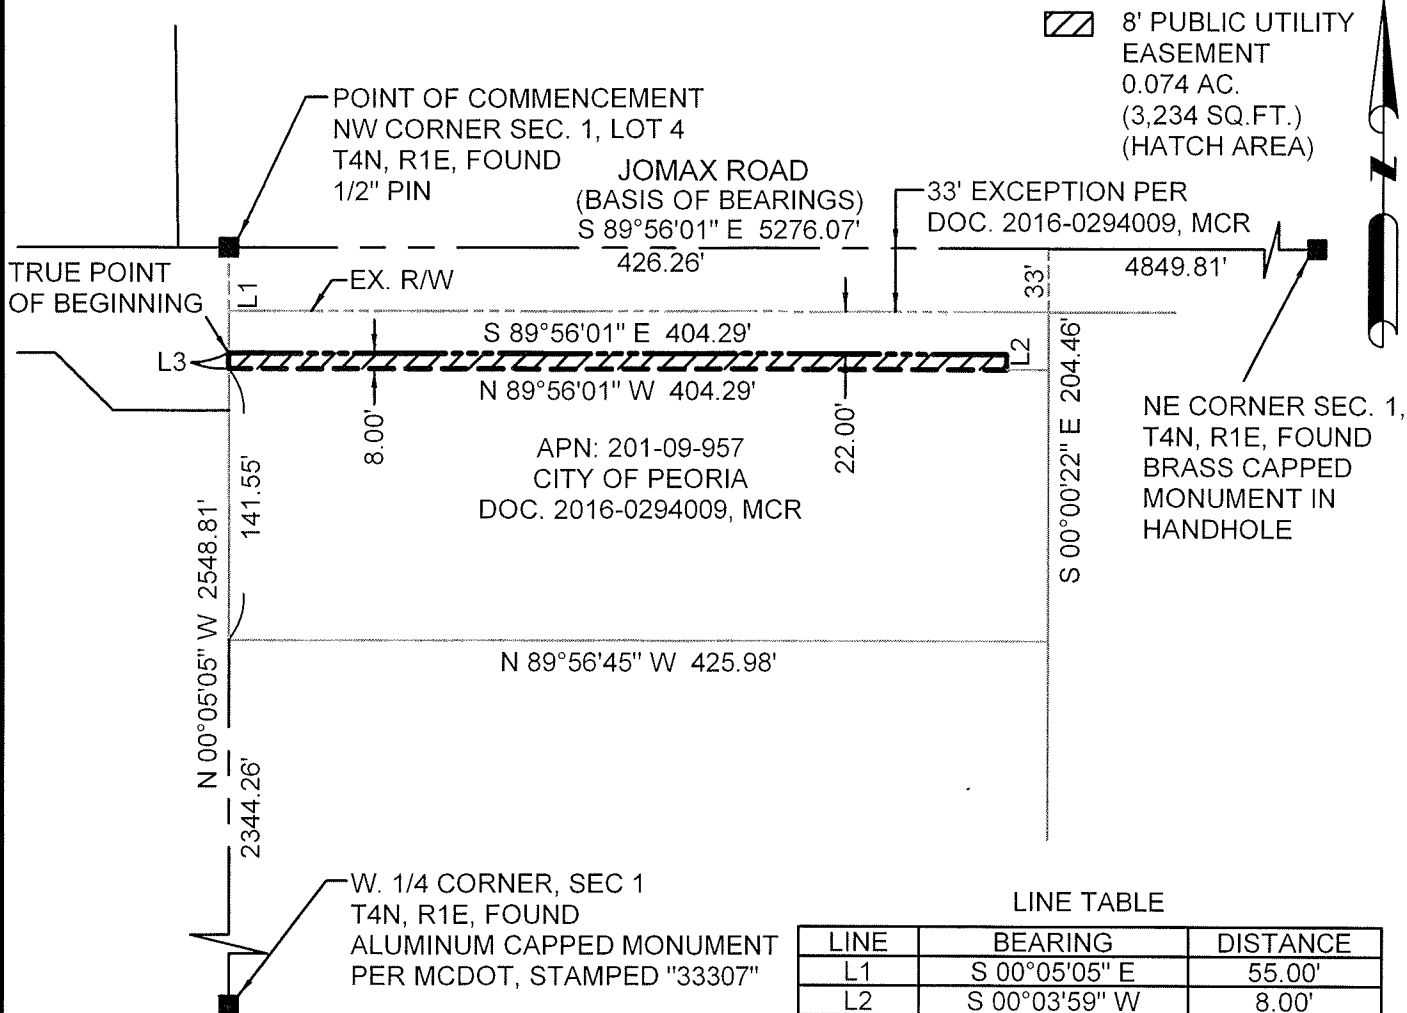 8' PUBLIC UTILITY
EASEMENT
0.074 AC.
(3,234 SQ.FT.)
(HATCH AREA)
N
POINT OF COMMENCEMENT
NW CORNER SEC. 1, LOT 4
T4N, R1E, FOUND
1/2" PIN
JOMAX ROAD
(BASIS OF BEARINGS)
S 89°56'01" E 5276.07'
426.26'
33' EXCEPTION PER
DOC. 2016-0294009, MCR
4849.81'
33'
TRUE POINT
OF BEGINNING
L1
EX. R/W
S 89°56'01" E 404.29'
L2
L3
N 89°56'01" W 404.29'
8.00'
22.00'
S 00°00'22" E 204.46'
APN: 201-09-957
CITY OF PEORIA
DOC. 2016-0294009, MCR
NE CORNER SEC. 1,
T4N, R1E, FOUND
BRASS CAPPED
MONUMENT IN
HANDHOLE
141.55'
N 00°05'05" W 2548.81'
N 89°56'45" W 425.98'
2344.26'
W. 1/4 CORNER, SEC 1
T4N, R1E, FOUND
ALUMINUM CAPPED MONUMENT
PER MCDOT, STAMPED "33307"
LINE TABLE
LINE BEARING DISTANCE
L1 S 00°05'05" E 55.00'
L2 S 00°03'59" W 8.00'